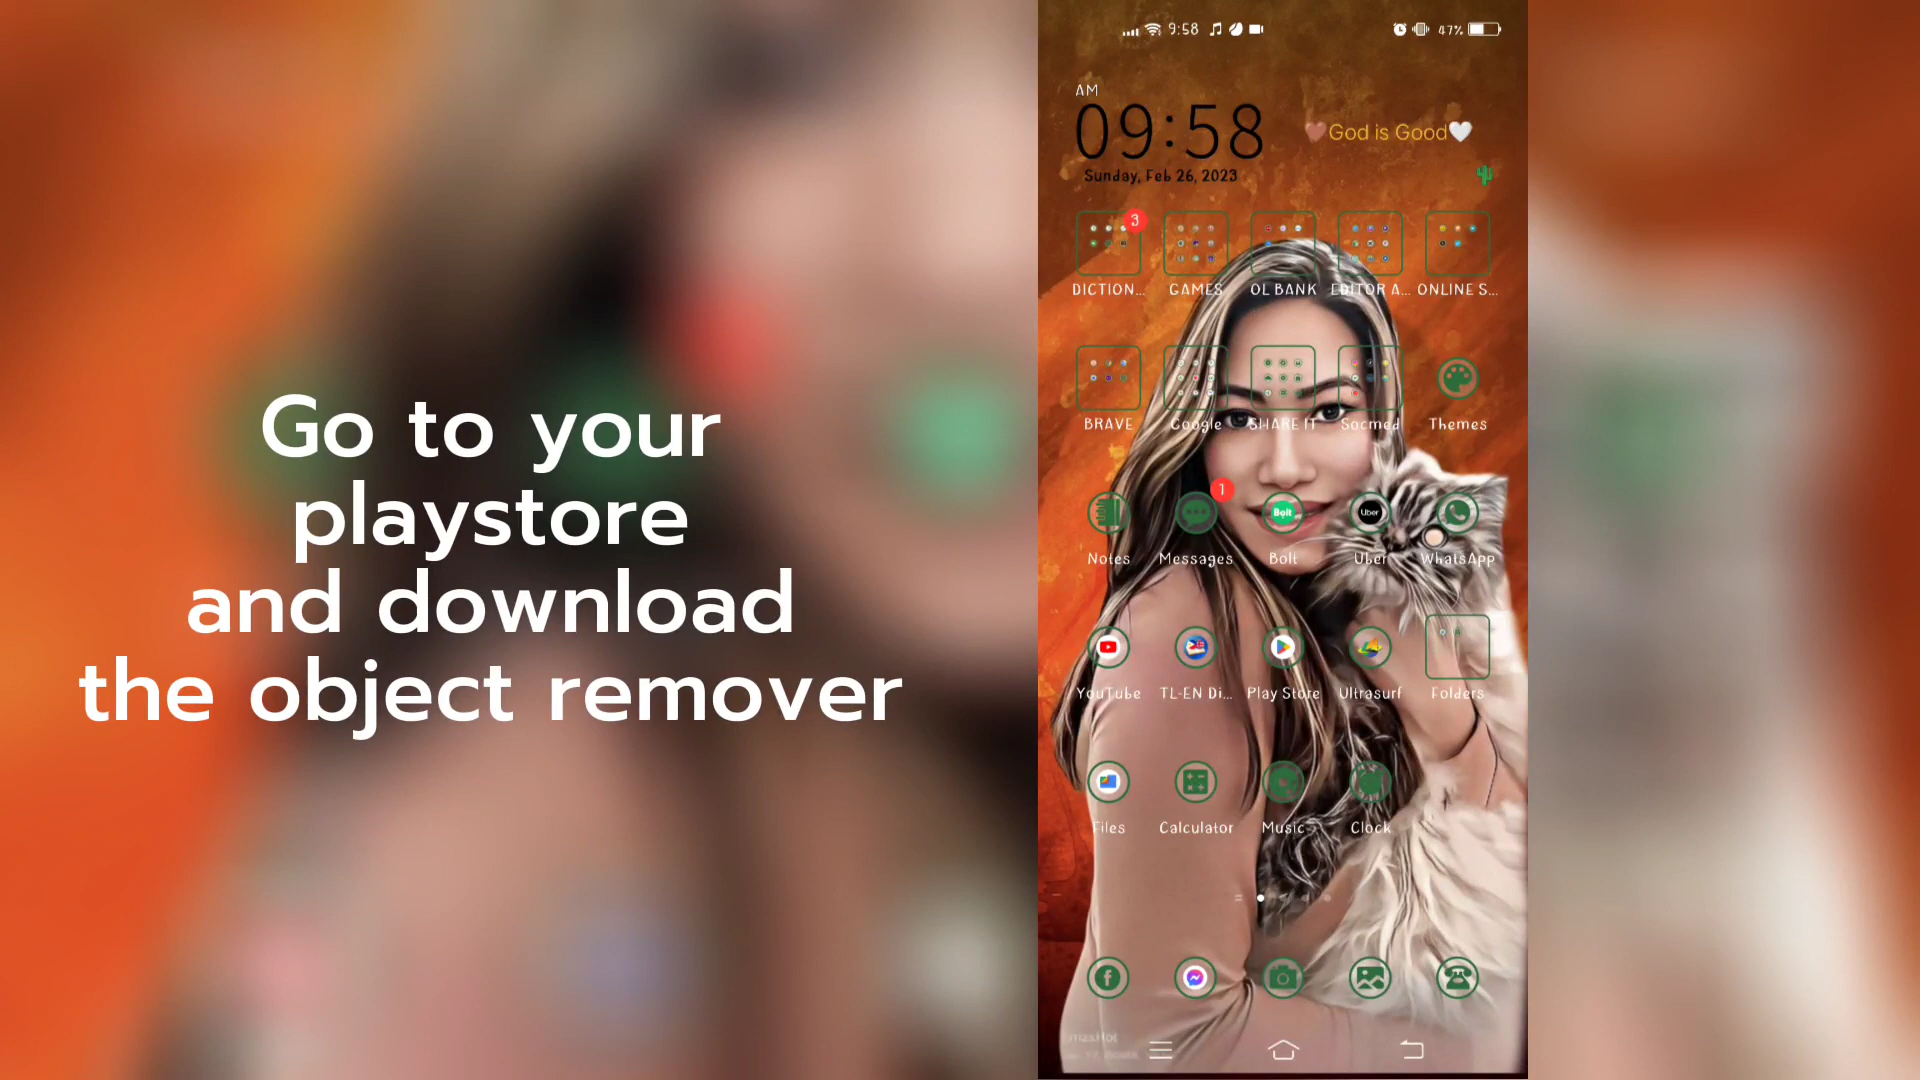 Go to your
playstore
and download
the object remover
9:58
47%
AM
09:58
God is Good
Sunday, Feb 26, 2023
3
DICTION... GAMES OL BANK EDITOR A... ONLINE S...
BRAVE Google SHARE IT Socmed Themes
1
Bolt Uber
Notes Messages Bolt Uber WhatsApp
YouTube TL-EN Di... Play Store Ultrasurf Folders
Files Calculator Music Clock